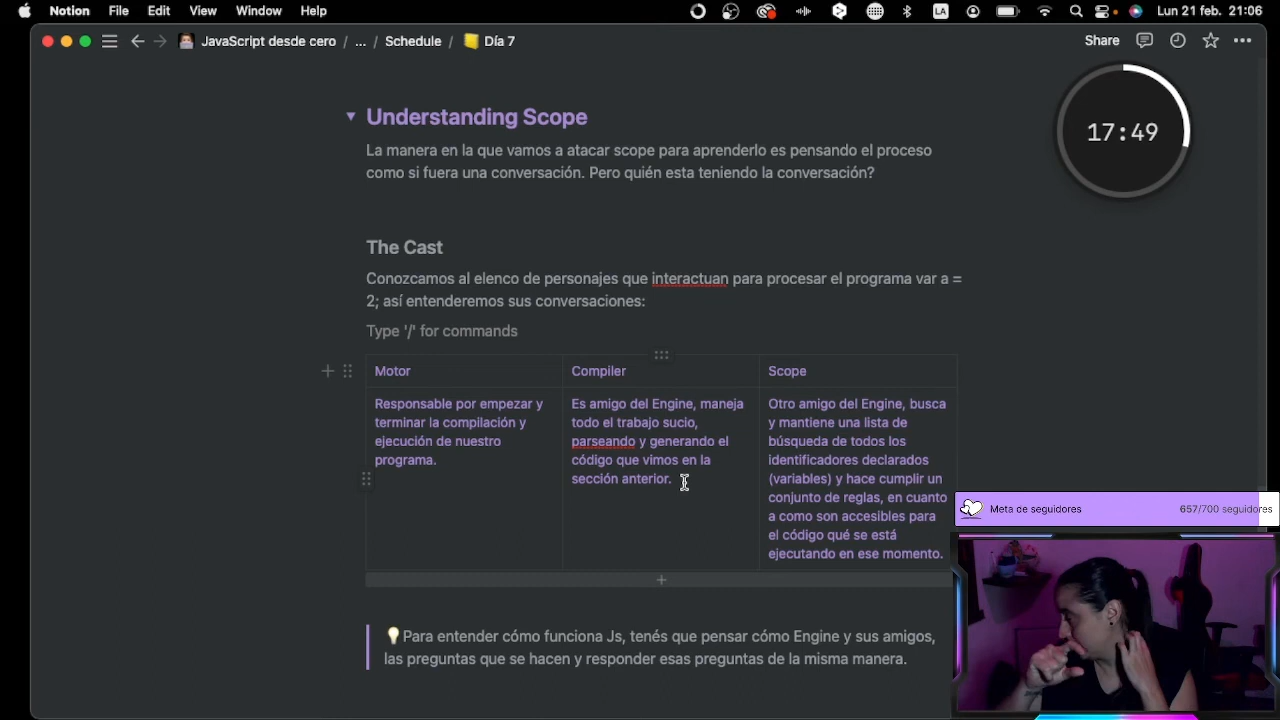 Notion File Edit View Window Help LA Lun 21 feb. 21:06
JavaScript desde cero / ... / Schedule / Día 7 Share
17:49
Understanding Scope
La manera en la que vamos a atacar scope para aprenderlo es pensando el proceso
como si fuera una conversación. Pero quién esta teniendo la conversación?
The Cast
Conozcamos al elenco de personajes que interactuan para procesar el programa var a =
2; así entenderemos sus conversaciones:
Type '/' for commands
Motor Compiler Scope
Responsable por empezar y
terminar la compilación y
ejecución de nuestro
programa.
Es amigo del Engine, maneja
todo el trabajo sucio,
parseando y generando el
código que vimos en la
sección anterior.
Otro amigo del Engine, busca
y mantiene una lista de
búsqueda de todos los
identificadores declarados
(variables) y hace cumplir un
conjunto de reglas, en cuanto
a como son accesibles para
el código qué se está
ejecutando en ese momento.
Meta de seguidores 657/700 seguidores
💡Para entender cómo funciona Js, tenés que pensar cómo Engine y sus amigos,
las preguntas que se hacen y responder esas preguntas de la misma manera.